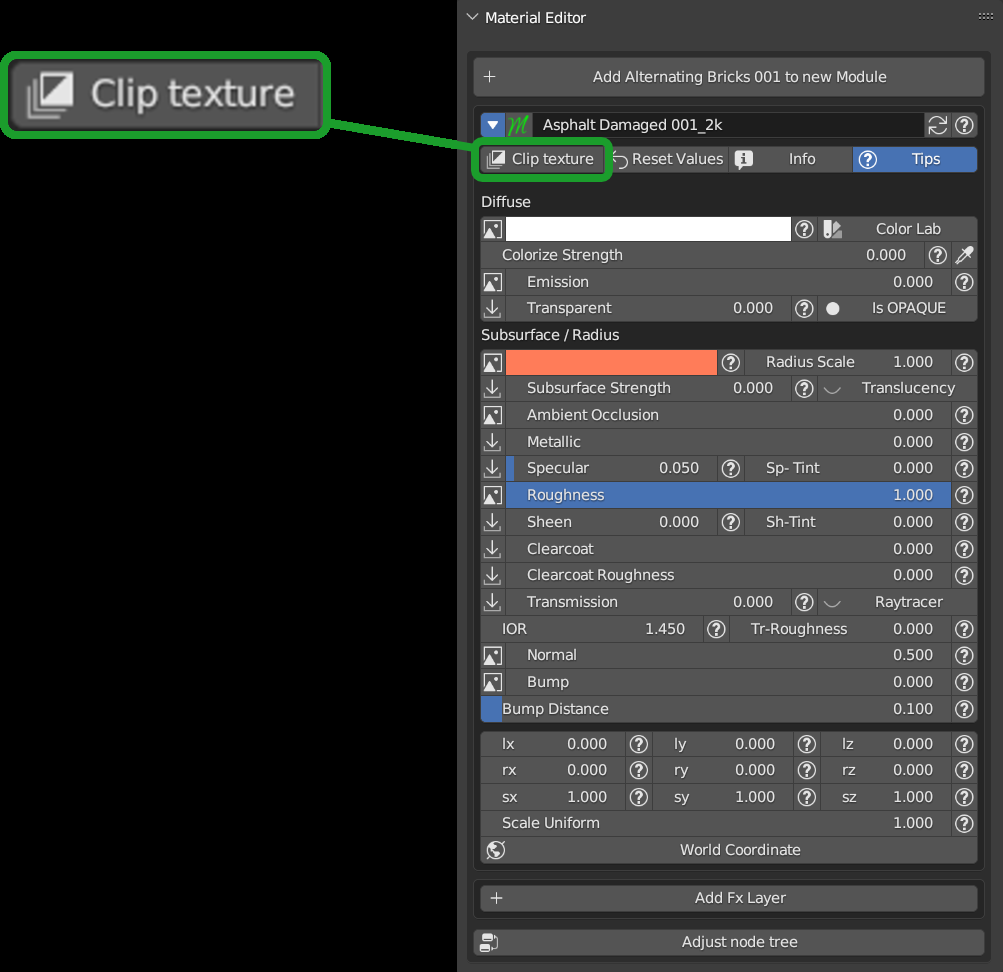 Material Editor
Add Alternating Bricks 001 to new Module
Clip texture
Asphalt Damaged 001_2k
Clip texture Reset Values Info Tips
Diffuse
Color Lab
Colorize Strength 0.000
Emission 0.000
Transparent 0.000 Is OPAQUE
Subsurface / Radius
Radius Scale 1.000
Subsurface Strength 0.000 Translucency
Ambient Occlusion 0.000
Metallic 0.000
Specular 0.050 Sp- Tint 0.000
Roughness 1.000
Sheen 0.000 Sh-Tint 0.000
Clearcoat 0.000
Clearcoat Roughness 0.000
Transmission 0.000 Raytracer
IOR 1.450 Tr-Roughness 0.000
Normal 0.500
Bump 0.000
Bump Distance 0.100
lx 0.000 ly 0.000 lz 0.000
rx 0.000 ry 0.000 rz 0.000
sx 1.000 sy 1.000 sz 1.000
Scale Uniform 1.000
World Coordinate
Add Fx Layer
Adjust node tree